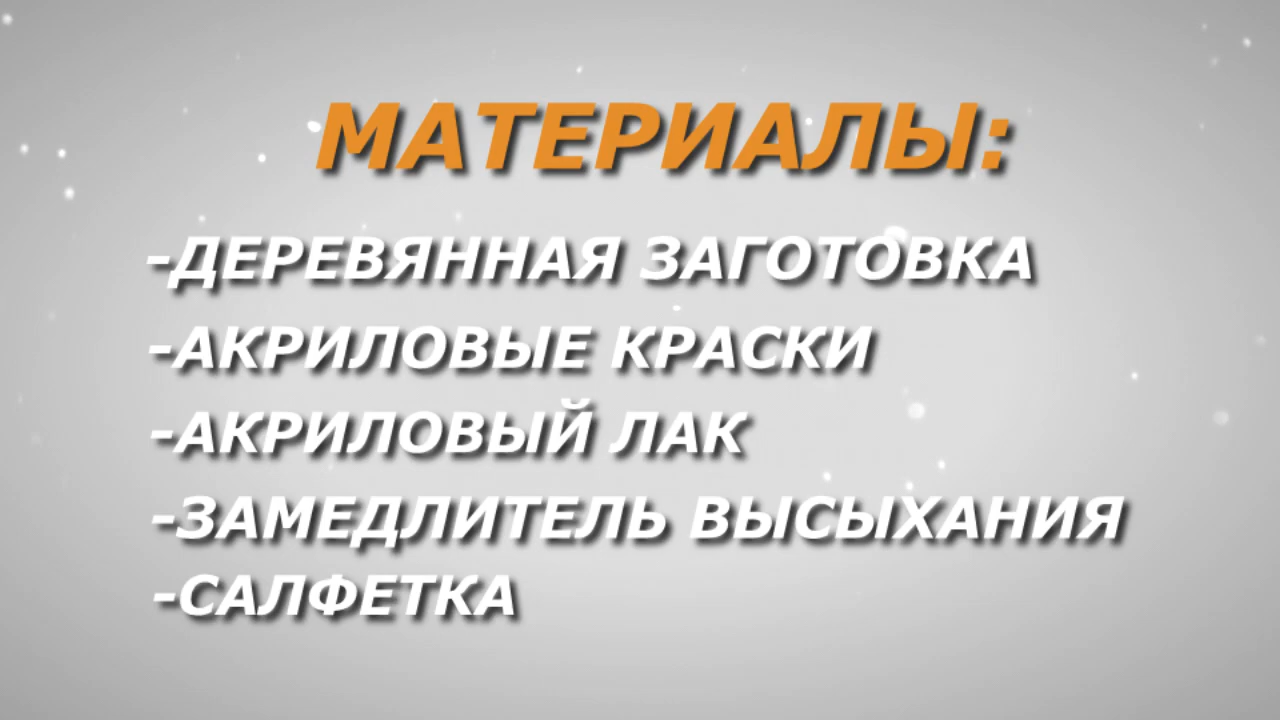 МАТЕРИАЛЫ:
-ДЕРЕВЯННАЯ ЗАГОТОВКА
-АКРИЛОВЫЕ КРАСКИ
-АКРИЛОВЫЙ ЛАК
-ЗАМЕДЛИТЕЛЬ ВЫСЫХАНИЯ
-САЛФЕТКА